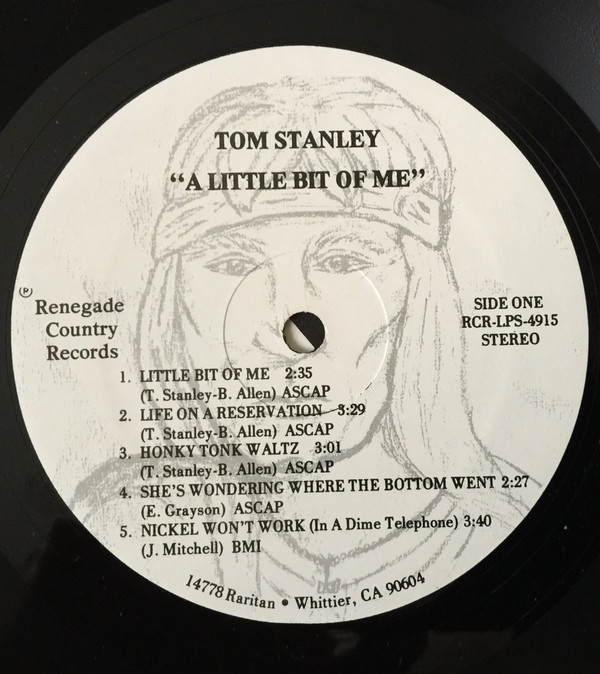 TOM STANLEY
“A LITTLE BIT OF ME”
℗ Renegade
Country
Records
SIDE ONE
RCR-LPS-4915
STEREO
1. LITTLE BIT OF ME 2:35
(T. Stanley-B. Allen) ASCAP
2. LIFE ON A RESERVATION 3:29
(T. Stanley-B. Allen) ASCAP
3. HONKY TONK WALTZ 3:01
(T. Stanley-B. Allen) ASCAP
4. SHE'S WONDERING WHERE THE BOTTOM WENT 2:27
(E. Grayson) ASCAP
5. NICKEL WON'T WORK (In A Dime Telephone) 3:40
(J. Mitchell) BMI
14778 Raritan • Whittier, CA 90604